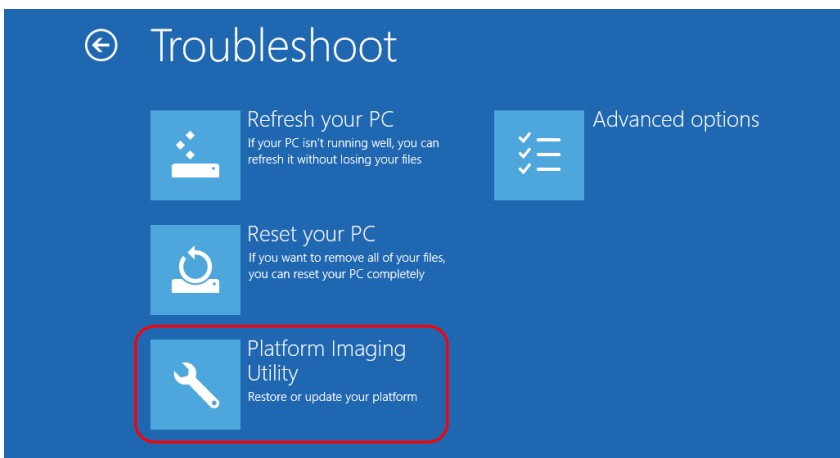 Troubleshoot
Refresh your PC
If your PC isn't running well, you can
refresh it without losing your files
Advanced options
Reset your PC
If you want to remove all of your files,
you can reset your PC completely
Platform Imaging
Utility
Restore or update your platform